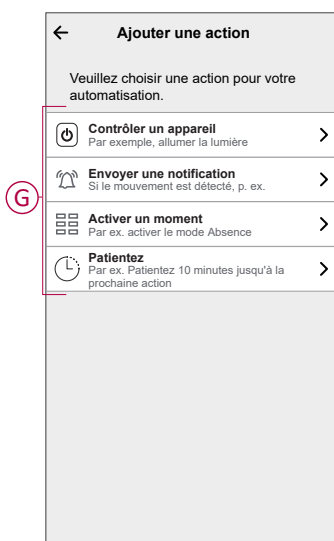 Ajouter une action
Veuillez choisir une action pour votre
automatisation.
Contrôler un appareil
Par exemple, allumer la lumière
Envoyer une notification
Si le mouvement est détecté, p. ex.
G
Activer un moment
Par ex. activer le mode Absence
Patientez
Par ex. Patientez 10 minutes jusqu'à la
prochaine action